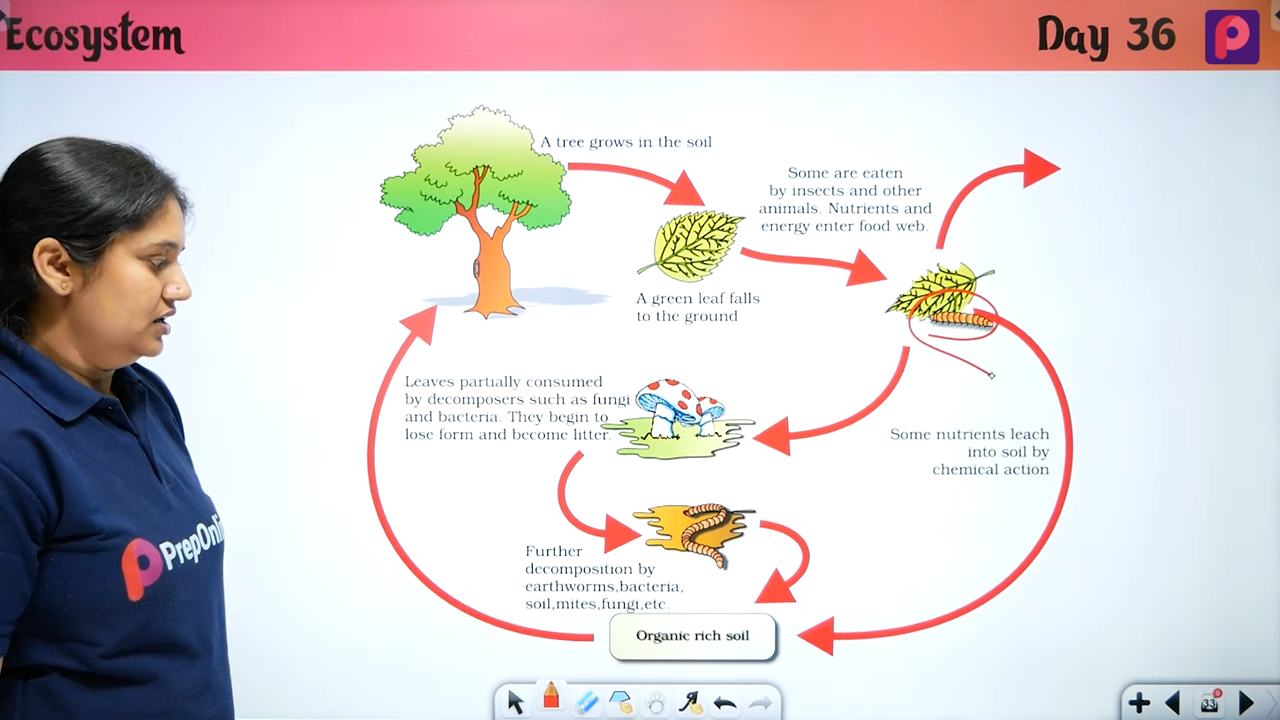 Ecosystem
Day 36
A tree grows in the soil
Some are eaten
by insects and other
animals. Nutrients and
energy enter food web.
A green leaf falls
to the ground
Leaves partially consumed
by decomposers such as fungi
and bacteria. They begin to
lose form and become litter.
Some nutrients leach
into soil by
chemical action
Further
decomposition by
earthworms,bacteria,
soil,mites,fungi,etc.
Organic rich soil
33